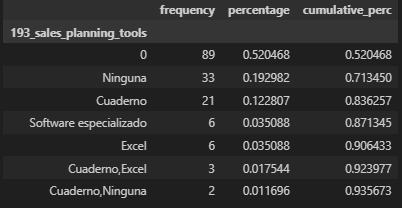 frequency percentage cumulative_perc
193_sales_planning_tools
0 89 0.520468 0.520468
Ninguna 33 0.192982 0.713450
Cuaderno 21 0.122807 0.836257
Software especializado 6 0.035088 0.871345
Excel 6 0.035088 0.906433
Cuaderno,Excel 3 0.017544 0.923977
Cuaderno,Ninguna 2 0.011696 0.935673